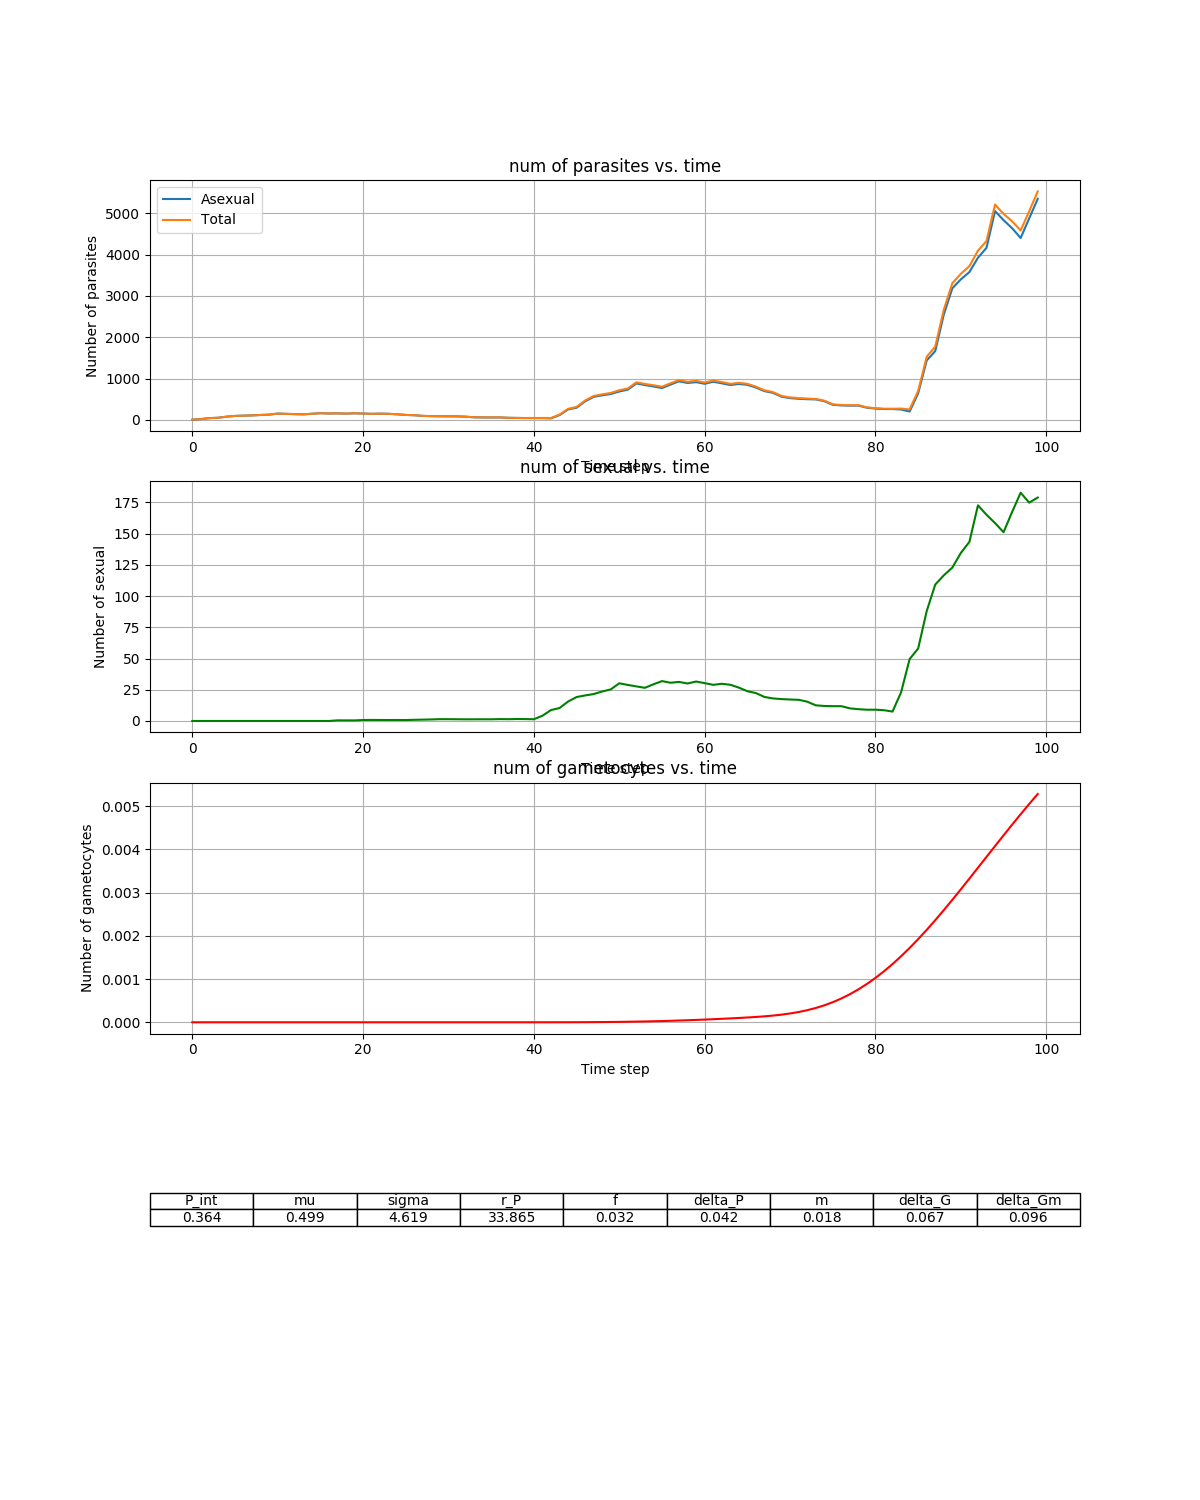 num of parasites vs. time
Asexual
Total
Number of parasites
5000
4000
3000
2000
1000
0
0 20 40 60 80 100
Time step
num of sexual vs. time
Number of sexual
175
150
125
100
75
50
25
0
0 20 40 60 80 100
Time step
num of gametocytes vs. time
Number of gametocytes
0.005
0.004
0.003
0.002
0.001
0.000
0 20 40 60 80 100
Time step
P_int mu sigma r_P f delta_P m delta_G delta_Gm
0.364 0.499 4.619 33.865 0.032 0.042 0.018 0.067 0.096